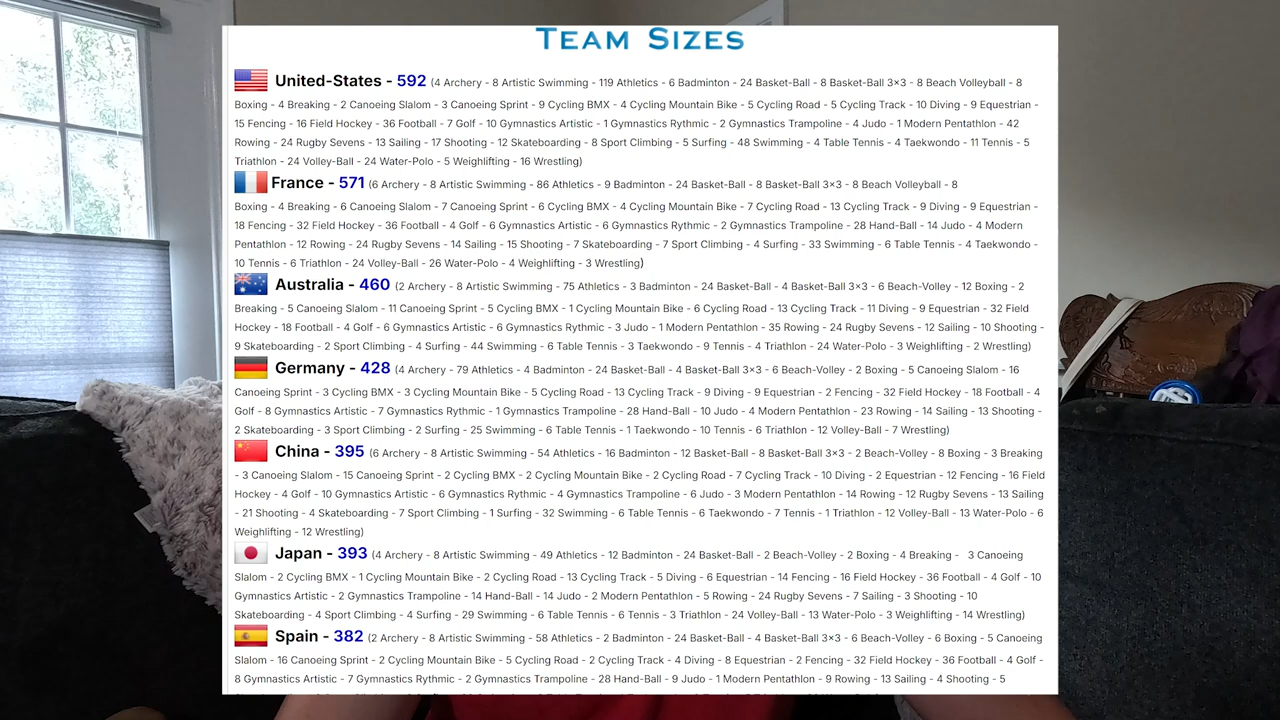 TEAM SIZES
United-States - 592 (4 Archery - 8 Artistic Swimming - 119 Athletics - 6 Badminton - 24 Basket-Ball - 8 Basket-Ball 3×3 - 8 Beach Volleyball - 8
Boxing - 4 Breaking - 2 Canoeing Slalom - 3 Canoeing Sprint - 9 Cycling BMX - 4 Cycling Mountain Bike - 5 Cycling Road - 5 Cycling Track - 10 Diving - 9 Equestrian -
15 Fencing - 16 Field Hockey - 36 Football - 7 Golf - 10 Gymnastics Artistic - 1 Gymnastics Rythmic - 2 Gymnastics Trampoline - 4 Judo - 1 Modern Pentathlon - 42
Rowing - 24 Rugby Sevens - 13 Sailing - 17 Shooting - 12 Skateboarding - 8 Sport Climbing - 5 Surfing - 48 Swimming - 4 Table Tennis - 4 Taekwondo - 11 Tennis - 5
Triathlon - 24 Volley-Ball - 24 Water-Polo - 5 Weighlifting - 16 Wrestling)
France - 571 (6 Archery - 8 Artistic Swimming - 86 Athletics - 9 Badminton - 24 Basket-Ball - 8 Basket-Ball 3×3 - 8 Beach Volleyball - 8
Boxing - 4 Breaking - 6 Canoeing Slalom - 7 Canoeing Sprint - 6 Cycling BMX - 4 Cycling Mountain Bike - 7 Cycling Road - 13 Cycling Track - 9 Diving - 9 Equestrian -
18 Fencing - 32 Field Hockey - 36 Football - 4 Golf - 6 Gymnastics Artistic - 6 Gymnastics Rythmic - 2 Gymnastics Trampoline - 28 Hand-Ball - 14 Judo - 4 Modern
Pentathlon - 12 Rowing - 24 Rugby Sevens - 14 Sailing - 15 Shooting - 7 Skateboarding - 7 Sport Climbing - 4 Surfing - 33 Swimming - 6 Table Tennis - 4 Taekwondo -
10 Tennis - 6 Triathlon - 24 Volley-Ball - 26 Water-Polo - 4 Weighlifting - 3 Wrestling)
Australia - 460 (2 Archery - 8 Artistic Swimming - 75 Athletics - 3 Badminton - 24 Basket-Ball - 4 Basket-Ball 3×3 - 6 Beach-Volley - 12 Boxing - 2
Breaking - 5 Canoeing Slalom - 11 Canoeing Sprint - 5 Cycling BMX - 1 Cycling Mountain Bike - 6 Cycling Road - 13 Cycling Track - 11 Diving - 9 Equestrian - 32 Field
Hockey - 18 Football - 4 Golf - 6 Gymnastics Artistic - 6 Gymnastics Rythmic - 3 Judo - 1 Modern Pentathlon - 35 Rowing - 24 Rugby Sevens - 12 Sailing - 10 Shooting -
9 Skateboarding - 2 Sport Climbing - 4 Surfing - 44 Swimming - 6 Table Tennis - 3 Taekwondo - 9 Tennis - 4 Triathlon - 24 Water-Polo - 3 Weighlifting - 2 Wrestling)
Germany - 428 (4 Archery - 79 Athletics - 4 Badminton - 24 Basket-Ball - 4 Basket-Ball 3×3 - 6 Beach-Volley - 2 Boxing - 5 Canoeing Slalom - 16
Canoeing Sprint - 3 Cycling BMX - 3 Cycling Mountain Bike - 5 Cycling Road - 13 Cycling Track - 9 Diving - 9 Equestrian - 2 Fencing - 32 Field Hockey - 18 Football - 4
Golf - 8 Gymnastics Artistic - 7 Gymnastics Rythmic - 1 Gymnastics Trampoline - 28 Hand-Ball - 10 Judo - 4 Modern Pentathlon - 23 Rowing - 14 Sailing - 13 Shooting -
2 Skateboarding - 3 Sport Climbing - 2 Surfing - 25 Swimming - 6 Table Tennis - 1 Taekwondo - 10 Tennis - 6 Triathlon - 12 Volley-Ball - 7 Wrestling)
China - 395 (6 Archery - 8 Artistic Swimming - 54 Athletics - 16 Badminton - 12 Basket-Ball - 8 Basket-Ball 3×3 - 2 Beach-Volley - 8 Boxing - 3 Breaking
- 3 Canoeing Slalom - 15 Canoeing Sprint - 2 Cycling BMX - 2 Cycling Mountain Bike - 2 Cycling Road - 7 Cycling Track - 10 Diving - 2 Equestrian - 12 Fencing - 16 Field
Hockey - 4 Golf - 10 Gymnastics Artistic - 6 Gymnastics Rythmic - 4 Gymnastics Trampoline - 6 Judo - 3 Modern Pentathlon - 14 Rowing - 12 Rugby Sevens - 13 Sailing
- 21 Shooting - 4 Skateboarding - 7 Sport Climbing - 1 Surfing - 32 Swimming - 6 Table Tennis - 6 Taekwondo - 7 Tennis - 1 Triathlon - 12 Volley-Ball - 13 Water-Polo - 6
Weighlifting - 12 Wrestling)
Japan - 393 (4 Archery - 8 Artistic Swimming - 49 Athletics - 12 Badminton - 24 Basket-Ball - 2 Beach-Volley - 2 Boxing - 4 Breaking - 3 Canoeing
Slalom - 2 Cycling BMX - 1 Cycling Mountain Bike - 2 Cycling Road - 13 Cycling Track - 5 Diving - 6 Equestrian - 14 Fencing - 16 Field Hockey - 36 Football - 4 Golf - 10
Gymnastics Artistic - 2 Gymnastics Trampoline - 14 Hand-Ball - 14 Judo - 2 Modern Pentathlon - 5 Rowing - 24 Rugby Sevens - 7 Sailing - 3 Shooting - 10
Skateboarding - 4 Sport Climbing - 4 Surfing - 29 Swimming - 6 Table Tennis - 6 Tennis - 3 Triathlon - 24 Volley-Ball - 13 Water-Polo - 3 Weighlifting - 14 Wrestling)
Spain - 382 (2 Archery - 8 Artistic Swimming - 58 Athletics - 2 Badminton - 24 Basket-Ball - 4 Basket-Ball 3×3 - 6 Beach-Volley - 6 Boxing - 5 Canoeing
Slalom - 16 Canoeing Sprint - 2 Cycling Mountain Bike - 5 Cycling Road - 2 Cycling Track - 4 Diving - 8 Equestrian - 2 Fencing - 32 Field Hockey - 36 Football - 4 Golf -
8 Gymnastics Artistic - 7 Gymnastics Rythmic - 2 Gymnastics Trampoline - 28 Hand-Ball - 9 Judo - 1 Modern Pentathlon - 9 Rowing - 13 Sailing - 4 Shooting - 5